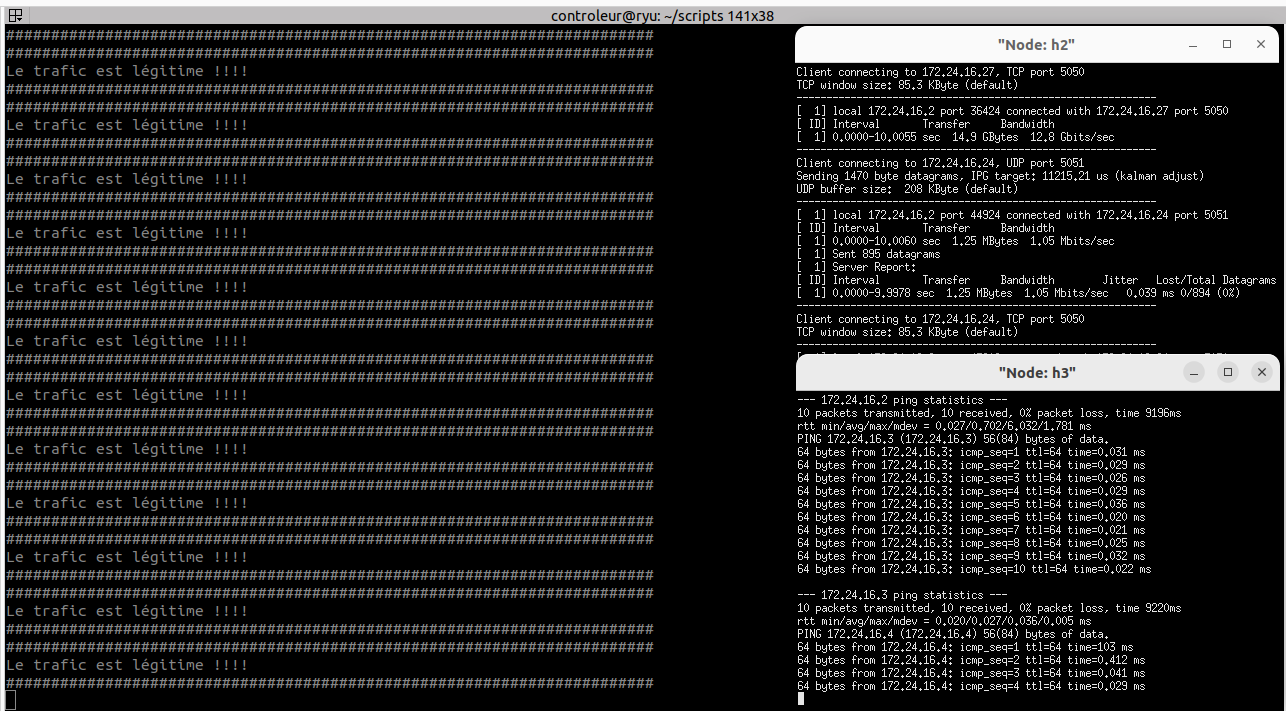 controleur@ryu: ~/scripts 141x38
########################################################################
########################################################################
Le trafic est légitime !!!!
########################################################################
########################################################################
Le trafic est légitime !!!!
########################################################################
########################################################################
Le trafic est légitime !!!!
########################################################################
########################################################################
Le trafic est légitime !!!!
########################################################################
########################################################################
Le trafic est légitime !!!!
########################################################################
########################################################################
Le trafic est légitime !!!!
########################################################################
########################################################################
Le trafic est légitime !!!!
########################################################################
########################################################################
Le trafic est légitime !!!!
########################################################################
########################################################################
Le trafic est légitime !!!!
########################################################################
########################################################################
Le trafic est légitime !!!!
########################################################################
########################################################################
Le trafic est légitime !!!!
########################################################################
########################################################################
Le trafic est légitime !!!!
########################################################################
"Node: h2"
Client connecting to 172.24.16.27, TCP port 5050
TCP window size: 85.3 KByte (default)
------------------------------------------------------------
[  1] local 172.24.16.2 port 36424 connected with 172.24.16.27 port 5050
[ ID] Interval       Transfer     Bandwidth
[  1] 0.0000-10.0055 sec  14.9 GBytes  12.8 Gbits/sec
------------------------------------------------------------
Client connecting to 172.24.16.24, UDP port 5051
Sending 1470 byte datagrams, IPG target: 11215.21 us (kalman adjust)
UDP buffer size:  208 KByte (default)
------------------------------------------------------------
[  1] local 172.24.16.2 port 44924 connected with 172.24.16.24 port 5051
[ ID] Interval       Transfer     Bandwidth
[  1] 0.0000-10.0060 sec  1.25 MBytes  1.05 Mbits/sec
[  1] Sent 895 datagrams
[  1] Server Report:
[ ID] Interval       Transfer     Bandwidth        Jitter   Lost/Total Datagrams
[  1] 0.0000-9.9978 sec  1.25 MBytes  1.05 Mbits/sec   0.039 ms 0/894 (0%)
------------------------------------------------------------
Client connecting to 172.24.16.24, TCP port 5050
TCP window size: 85.3 KByte (default)
------------------------------------------------------------
"Node: h3"
--- 172.24.16.2 ping statistics ---
10 packets transmitted, 10 received, 0% packet loss, time 9196ms
rtt min/avg/max/mdev = 0.027/0.702/6.032/1.781 ms
PING 172.24.16.3 (172.24.16.3) 56(84) bytes of data.
64 bytes from 172.24.16.3: icmp_seq=1 ttl=64 time=0.031 ms
64 bytes from 172.24.16.3: icmp_seq=2 ttl=64 time=0.029 ms
64 bytes from 172.24.16.3: icmp_seq=3 ttl=64 time=0.026 ms
64 bytes from 172.24.16.3: icmp_seq=4 ttl=64 time=0.029 ms
64 bytes from 172.24.16.3: icmp_seq=5 ttl=64 time=0.036 ms
64 bytes from 172.24.16.3: icmp_seq=6 ttl=64 time=0.020 ms
64 bytes from 172.24.16.3: icmp_seq=7 ttl=64 time=0.021 ms
64 bytes from 172.24.16.3: icmp_seq=8 ttl=64 time=0.025 ms
64 bytes from 172.24.16.3: icmp_seq=9 ttl=64 time=0.032 ms
64 bytes from 172.24.16.3: icmp_seq=10 ttl=64 time=0.022 ms
--- 172.24.16.3 ping statistics ---
10 packets transmitted, 10 received, 0% packet loss, time 9220ms
rtt min/avg/max/mdev = 0.020/0.027/0.036/0.005 ms
PING 172.24.16.4 (172.24.16.4) 56(84) bytes of data.
64 bytes from 172.24.16.4: icmp_seq=1 ttl=64 time=103 ms
64 bytes from 172.24.16.4: icmp_seq=2 ttl=64 time=0.412 ms
64 bytes from 172.24.16.4: icmp_seq=3 ttl=64 time=0.041 ms
64 bytes from 172.24.16.4: icmp_seq=4 ttl=64 time=0.029 ms